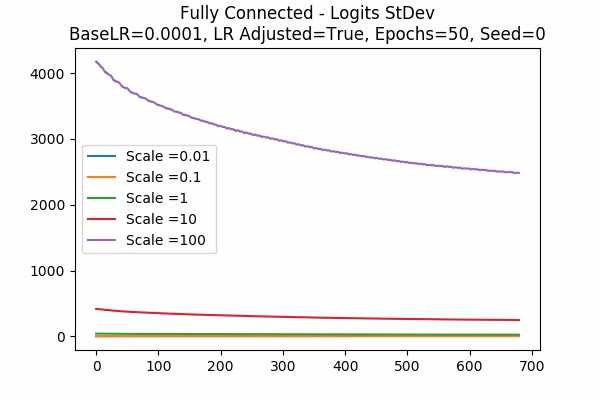 Fully Connected - Logits StDev
BaseLR=0.0001, LR Adjusted=True, Epochs=50, Seed=0
4000
3000
2000
1000
0
Scale =0.01
Scale =0.1
Scale =1
Scale =10
Scale =100
0 100 200 300 400 500 600 700